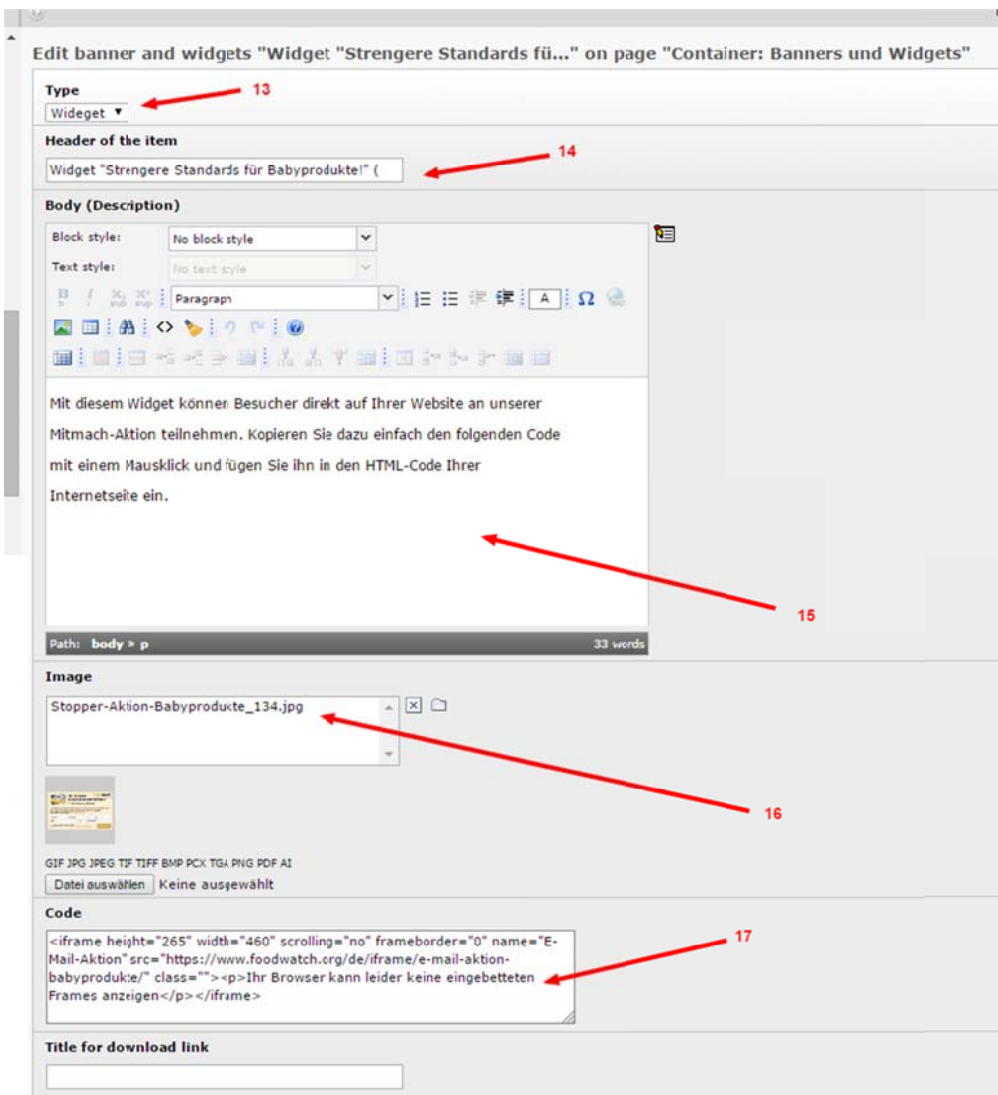 Edit banner and widgets "Widget "Strengere Standards fü..." on page "Container: Banners und Widgets"
Type
13
Wideget ▼
Header of the item
14
Widget "Strengere Standards für Babyprodukte!" (
Body (Description)
Block style: No block style
Text style: No text style
Paragraph
A Ω
Mit diesem Widget können Besucher direkt auf Ihrer Website an unserer
Mitmach-Aktion teilnehmen. Kopieren Sie dazu einfach den folgenden Code
mit einem Mausklick und fügen Sie ihn in den HTML-Code Ihrer
Internetseite ein.
15
Path: body » p 33 words
Image
Stopper-Aktion-Babyprodukte_134.jpg
16
GIF JPG JPEG TIF TIFF BMP PCX TGA PNG PDF AI
Datei auswählen Keine ausgewählt
Code
17
<iframe height="265" width="460" scrolling="no" frameborder="0" name="E-
Mail-Aktion" src="https://www.foodwatch.org/de/iframe/e-mail-aktion-
babyprodukte/" class=""><p>Ihr Browser kann leider keine eingebetteten
Frames anzeigen</p></iframe>
Title for download link